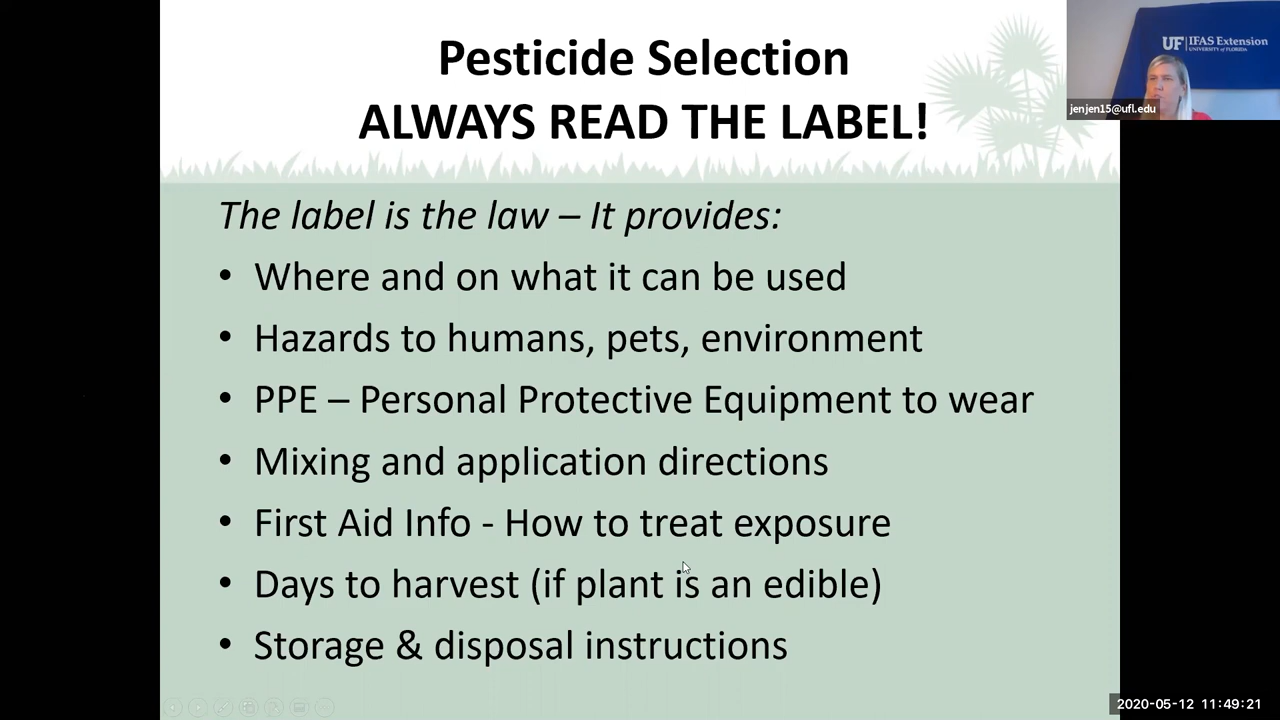 Pesticide Selection
ALWAYS READ THE LABEL!
UF | IFAS Extension
UNIVERSITY of FLORIDA
jenjen15@ufl.edu
The label is the law – It provides:
• Where and on what it can be used
• Hazards to humans, pets, environment
• PPE – Personal Protective Equipment to wear
• Mixing and application directions
• First Aid Info - How to treat exposure
• Days to harvest (if plant is an edible)
• Storage & disposal instructions
2020-05-12 11:49:21